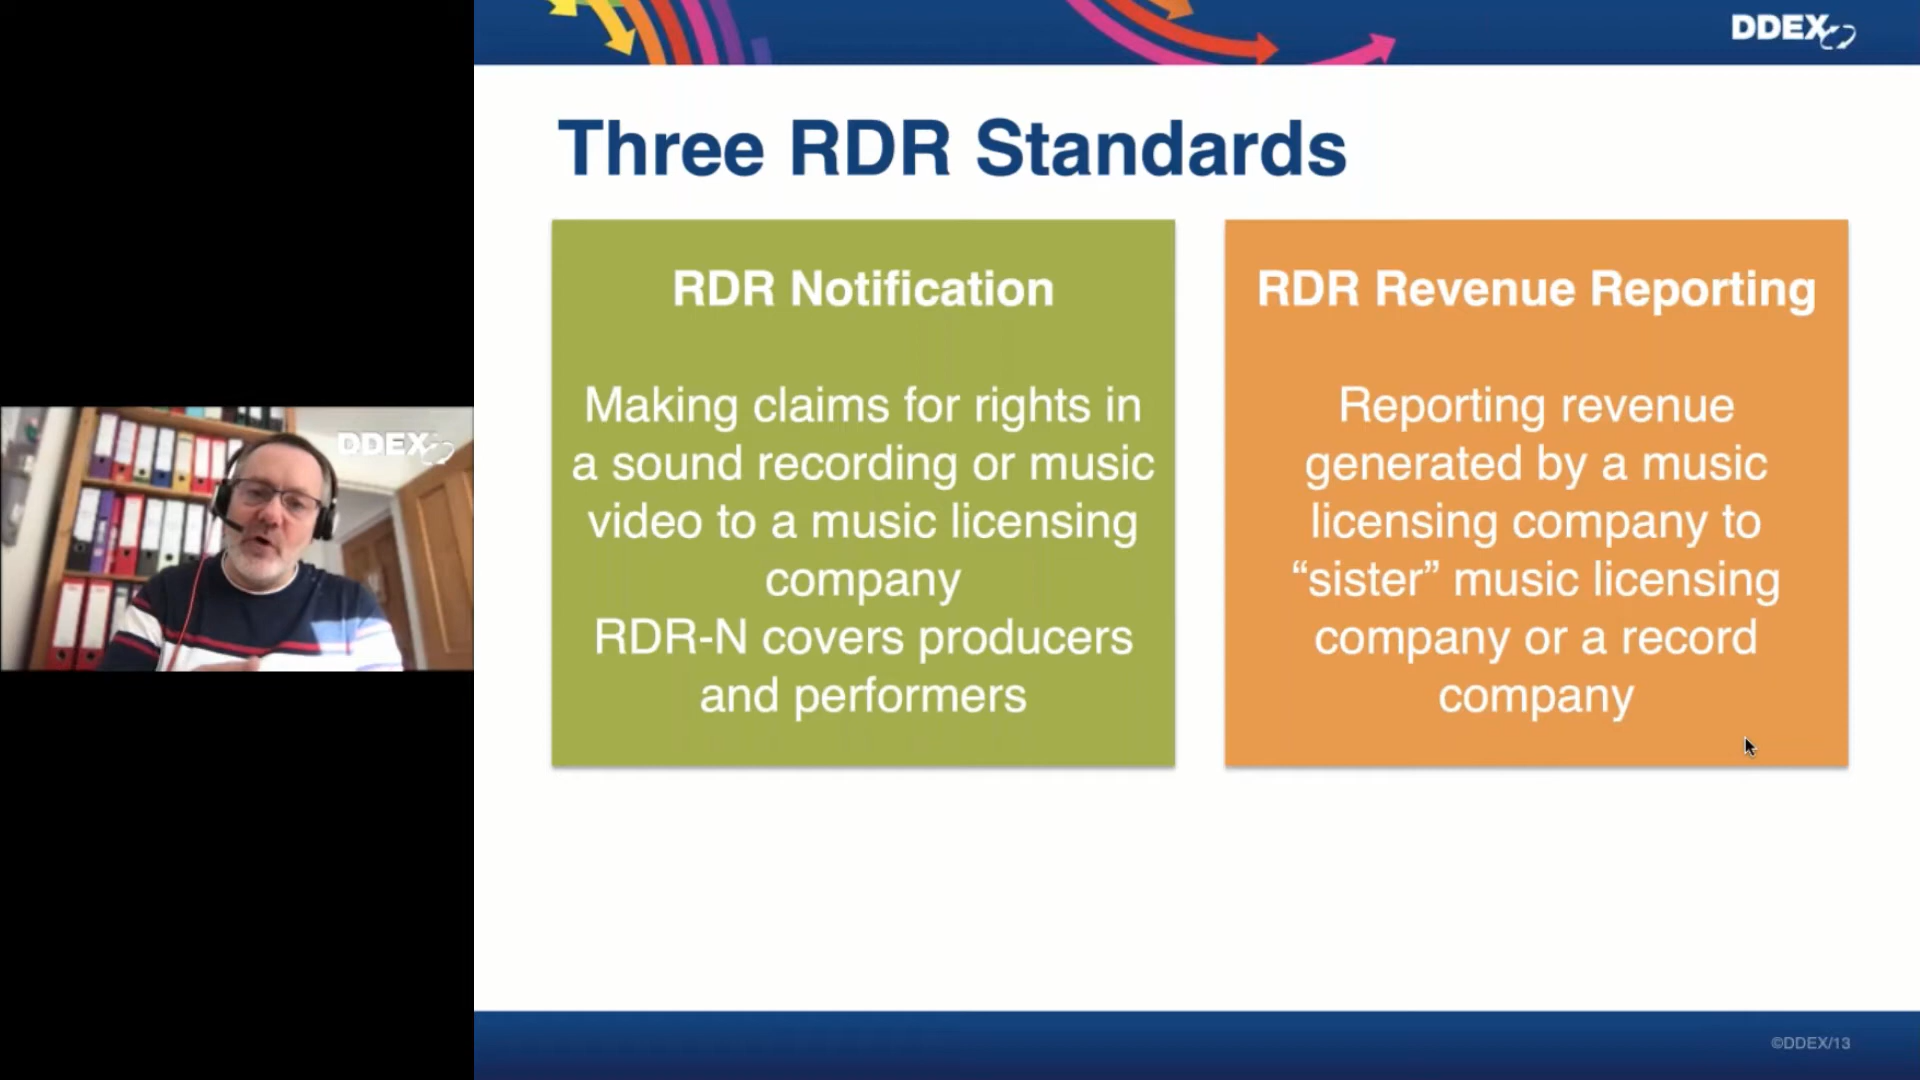 DDEX
DDEX
Three RDR Standards
RDR Notification
Making claims for rights in
a sound recording or music
video to a music licensing
company
RDR-N covers producers
and performers
RDR Revenue Reporting
Reporting revenue
generated by a music
licensing company to
“sister” music licensing
company or a record
company
©DDEX/13